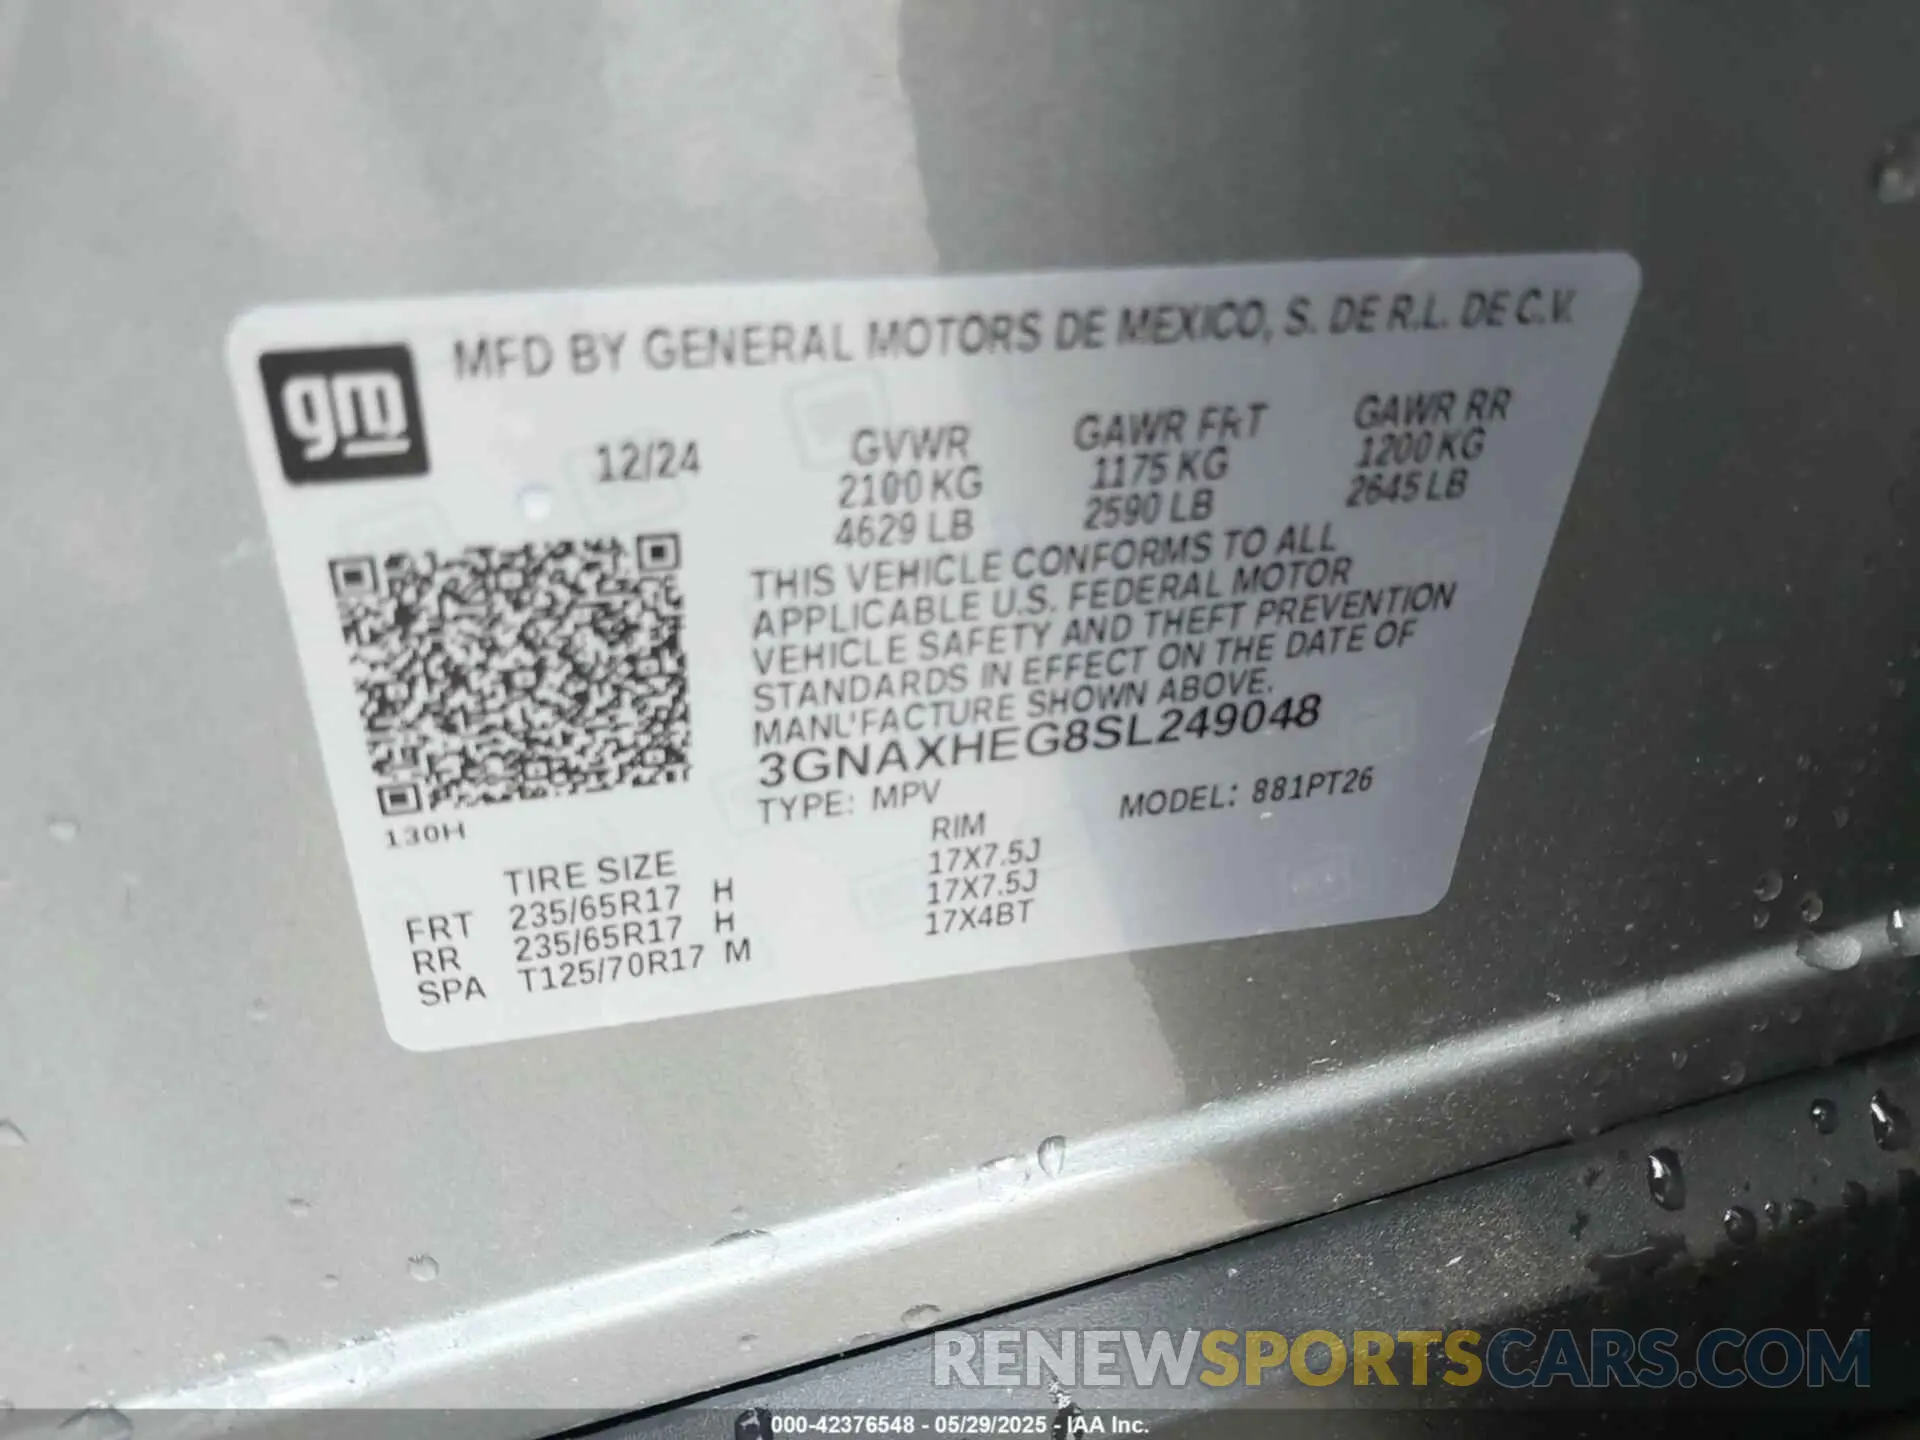 gm
MFD BY GENERAL MOTORS DE MEXICO, S. DE R.L. DE C.V.
12/24
GVWR GAWR FRT GAWR RR
2100 KG 1175 KG 1200 KG
4629 LB 2590 LB 2645 LB
THIS VEHICLE CONFORMS TO ALL
APPLICABLE U.S. FEDERAL MOTOR
VEHICLE SAFETY AND THEFT PREVENTION
STANDARDS IN EFFECT ON THE DATE OF
MANUFACTURE SHOWN ABOVE.
3GNAXHEG8SL249048
TYPE: MPV MODEL: 881PT26
130H
TIRE SIZE RIM
FRT 235/65R17 H 17X7.5J
RR 235/65R17 H 17X7.5J
SPA T125/70R17 M 17X4BT
RENEWSPORTSCARS.COM
000-42376548 - 05/29/2025 - IAA Inc.